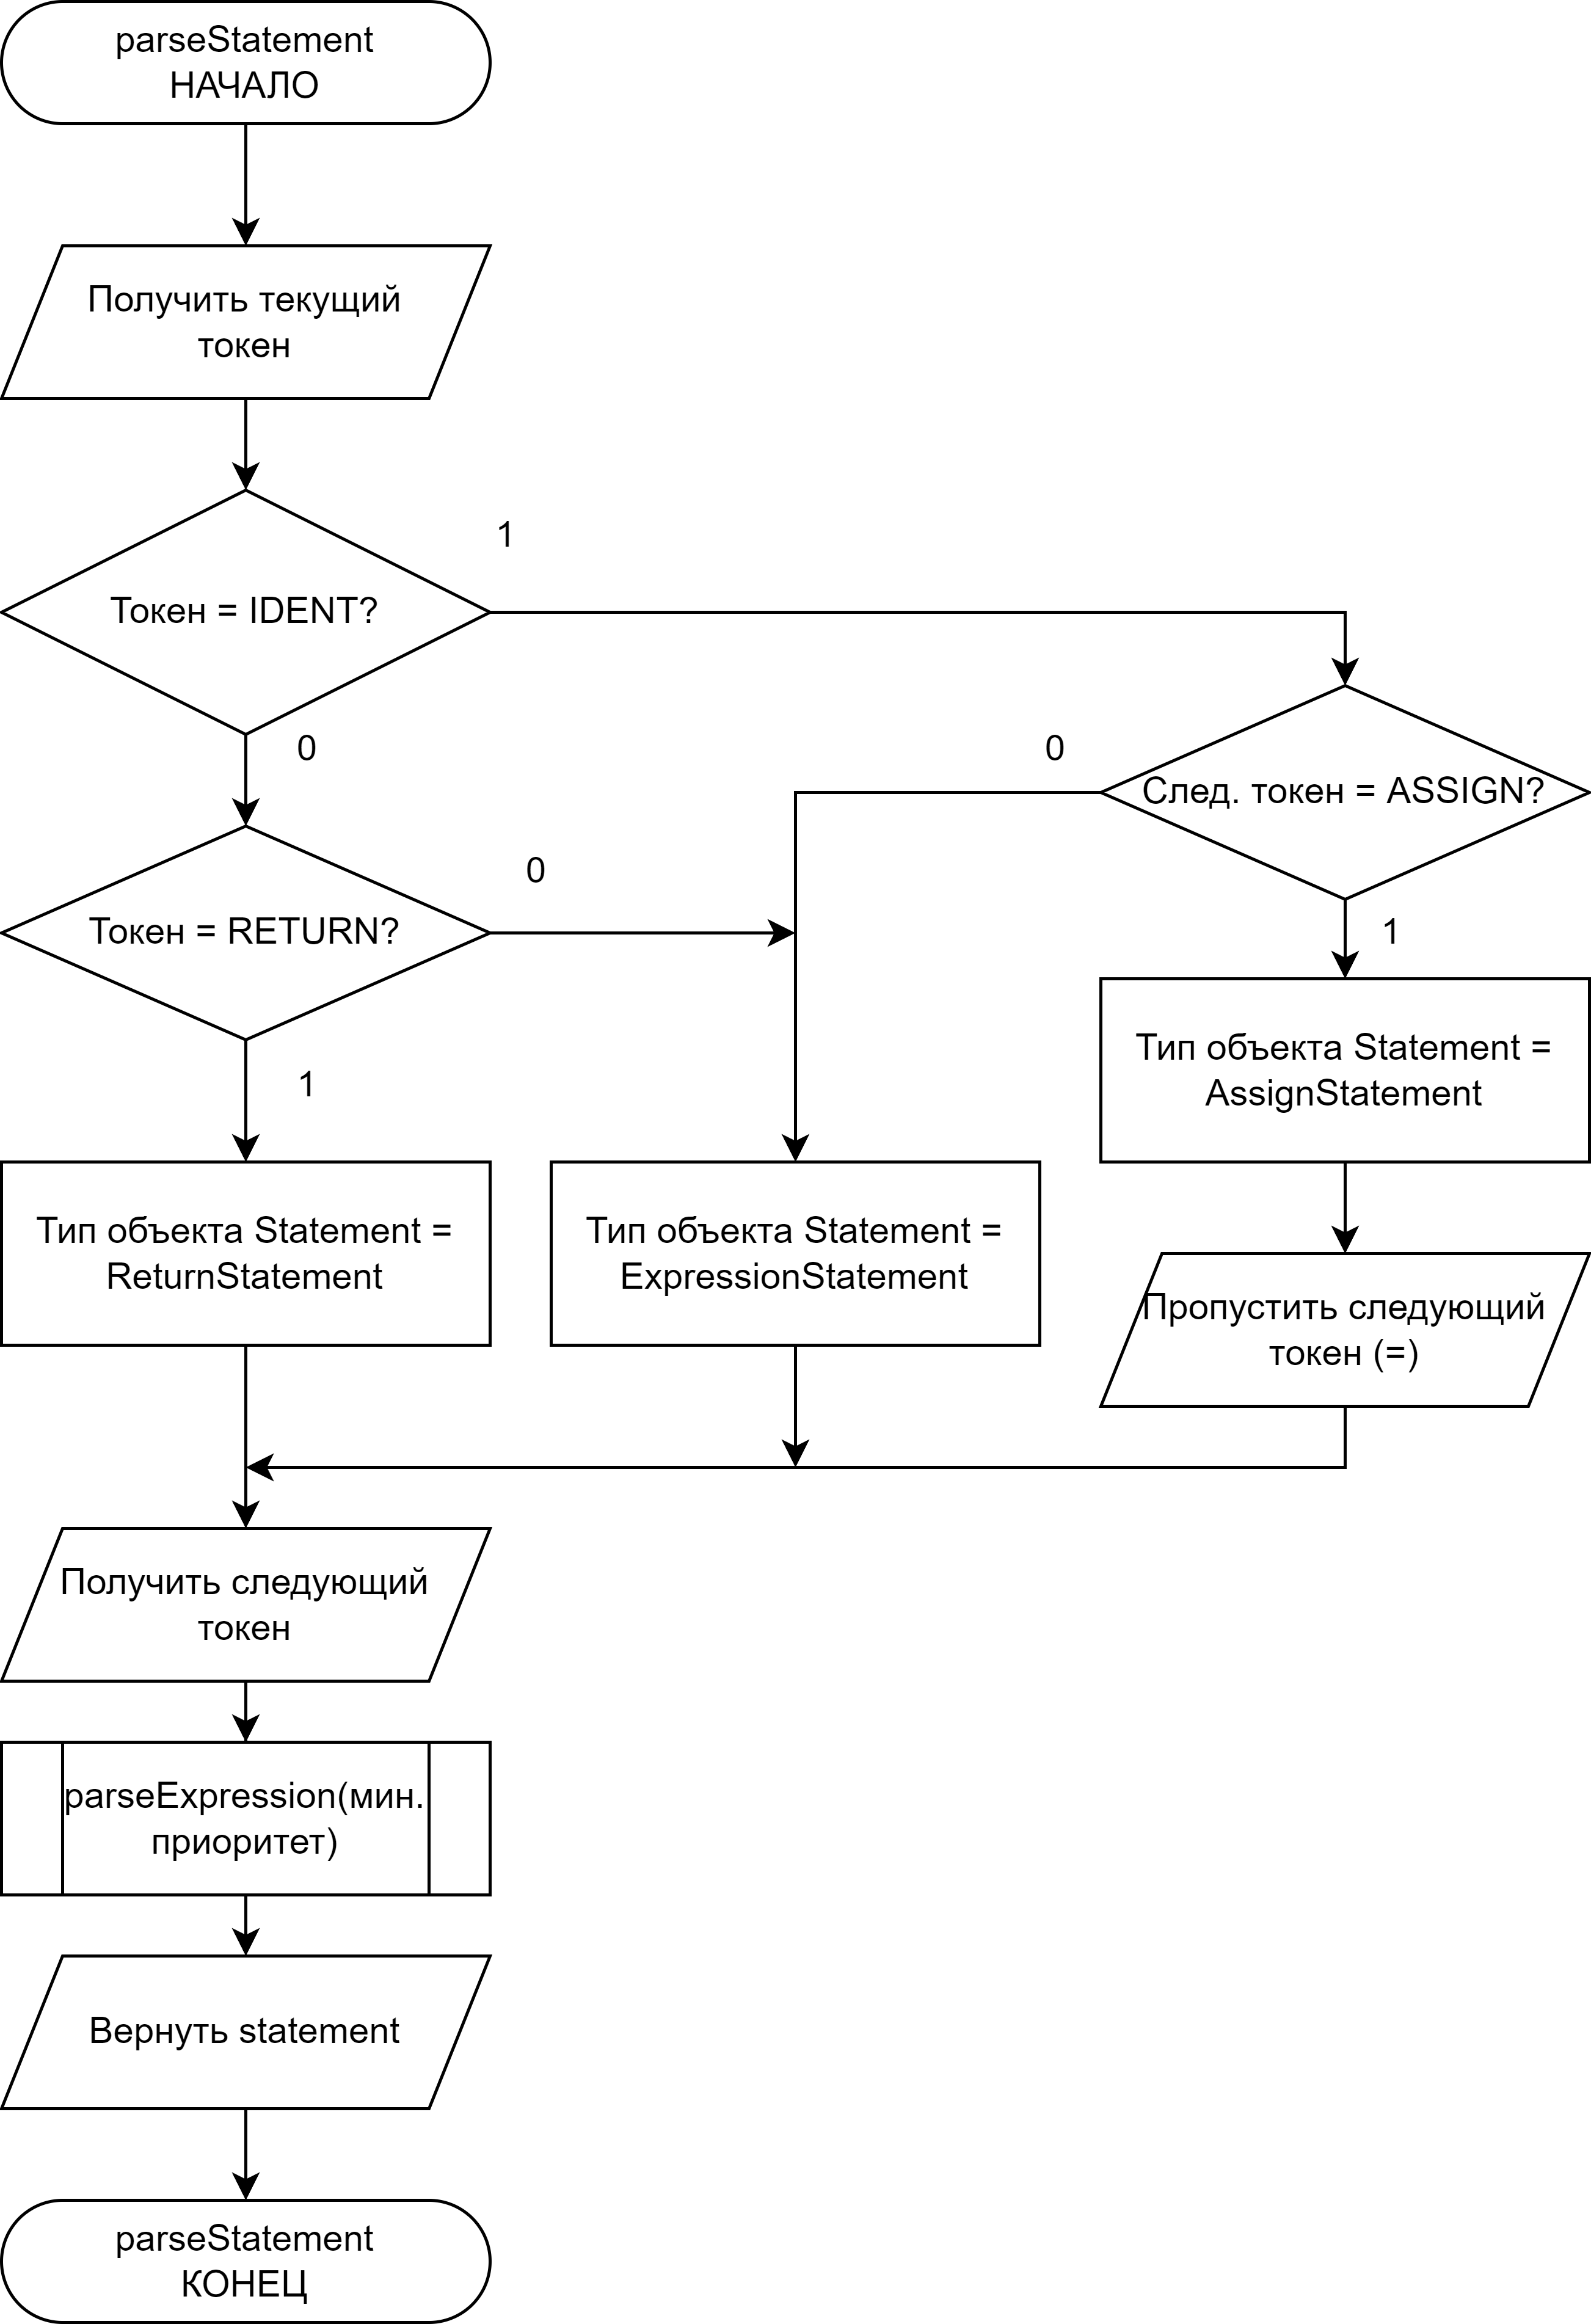 parseStatement
НАЧАЛО
Получить текущий
токен
1
Токен = IDENT?
0
0
След. токен = ASSIGN?
0
Токен = RETURN?
1
Тип объекта Statement =
AssignStatement
1
Тип объекта Statement =
ReturnStatement
Тип объекта Statement =
ExpressionStatement
Пропустить следующий
токен (=)
Получить следующий
токен
parseExpression(мин.
приоритет)
Вернуть statement
parseStatement
КОНЕЦ